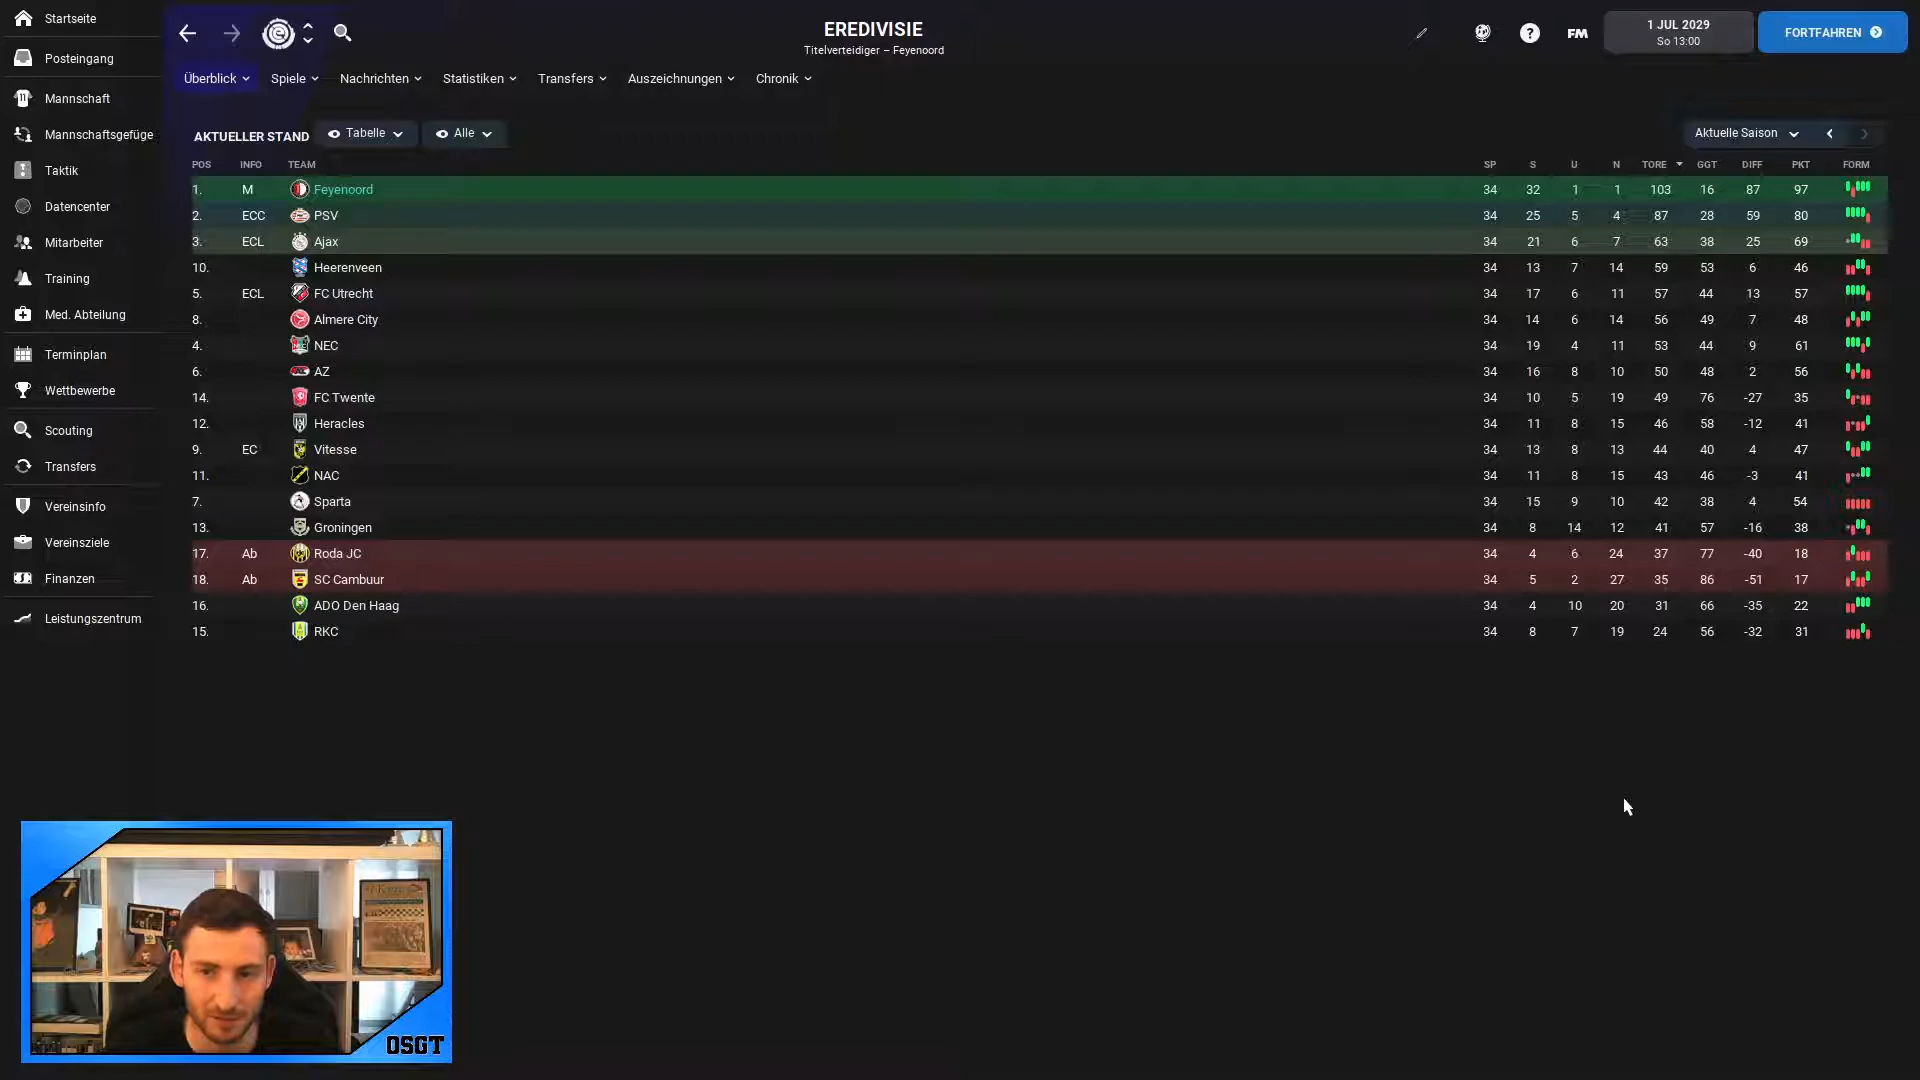 Startseite
Posteingang
Mannschaft
Mannschaftsgefüge
Taktik
Datencenter
Mitarbeiter
Training
Med. Abteilung
Terminplan
Wettbewerbe
Scouting
Transfers
Vereinsinfo
Vereinsziele
Finanzen
Leistungszentrum
EREDIVISIE
Titelverteidiger – Feyenoord
FM
1 JUL 2029
So 13:00
FORTFAHREN
Überblick Spiele Nachrichten Statistiken Transfers Auszeichnungen Chronik
AKTUELLER STAND Tabelle Alle Aktuelle Saison
POS INFO TEAM SP S U N TORE GGT DIFF PKT FORM
1. M Feyenoord 34 32 1 1 103 16 87 97
2. ECC PSV 34 25 5 4 87 28 59 80
3. ECL Ajax 34 21 6 7 63 38 25 69
10. Heerenveen 34 13 7 14 59 53 6 46
5. ECL FC Utrecht 34 17 6 11 57 44 13 57
8. Almere City 34 14 6 14 56 49 7 48
4. NEC 34 19 4 11 53 44 9 61
6. AZ 34 16 8 10 50 48 2 56
14. FC Twente 34 10 5 19 49 76 -27 35
12. Heracles 34 11 8 15 46 58 -12 41
9. EC Vitesse 34 13 8 13 44 40 4 47
11. NAC 34 11 8 15 43 46 -3 41
7. Sparta 34 15 9 10 42 38 4 54
13. Groningen 34 8 14 12 41 57 -16 38
17. Ab Roda JC 34 4 6 24 37 77 -40 18
18. Ab SC Cambuur 34 5 2 27 35 86 -51 17
16. ADO Den Haag 34 4 10 20 31 66 -35 22
15. RKC 34 8 7 19 24 56 -32 31
OSGT